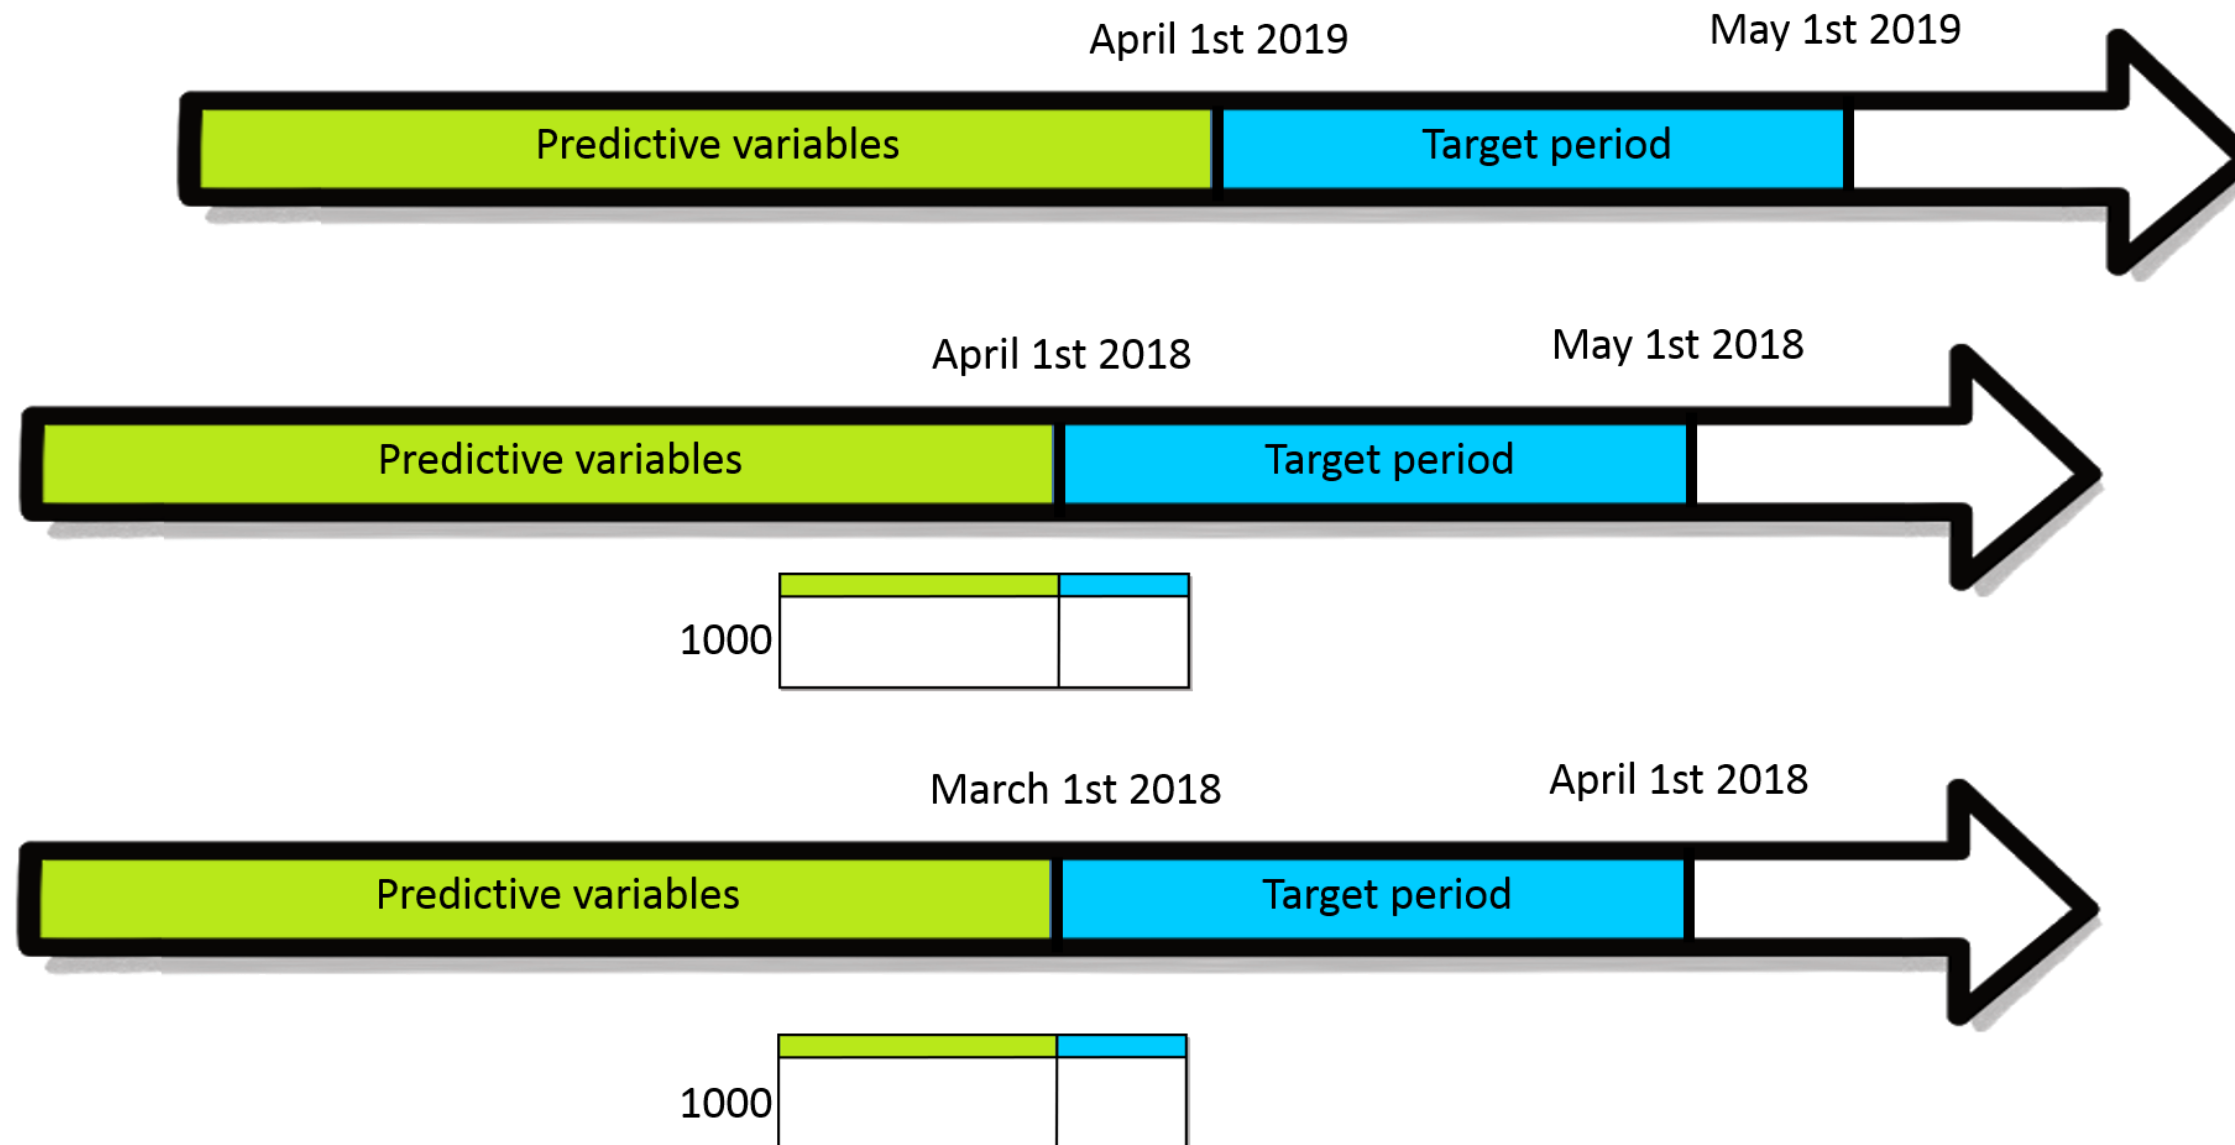 April 1st 2019
May 1st 2019
Predictive variables
Target period
April 1st 2018
May 1st 2018
Predictive variables
Target period
1000
March 1st 2018
April 1st 2018
Predictive variables
Target period
1000